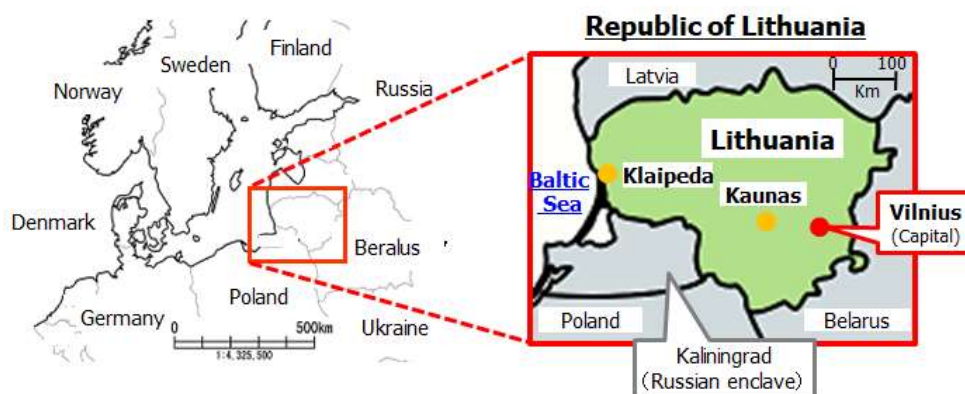 Finland
Sweden
Norway
Russia
Denmark
Beralus
Poland
Germany
Ukraine
0
500km
1:4,325,500
Republic of Lithuania
0 100
Km
Latvia
Lithuania
Klaipeda
Baltic
Sea
Kaunas
Vilnius
(Capital)
Poland
Belarus
Kaliningrad
(Russian enclave)